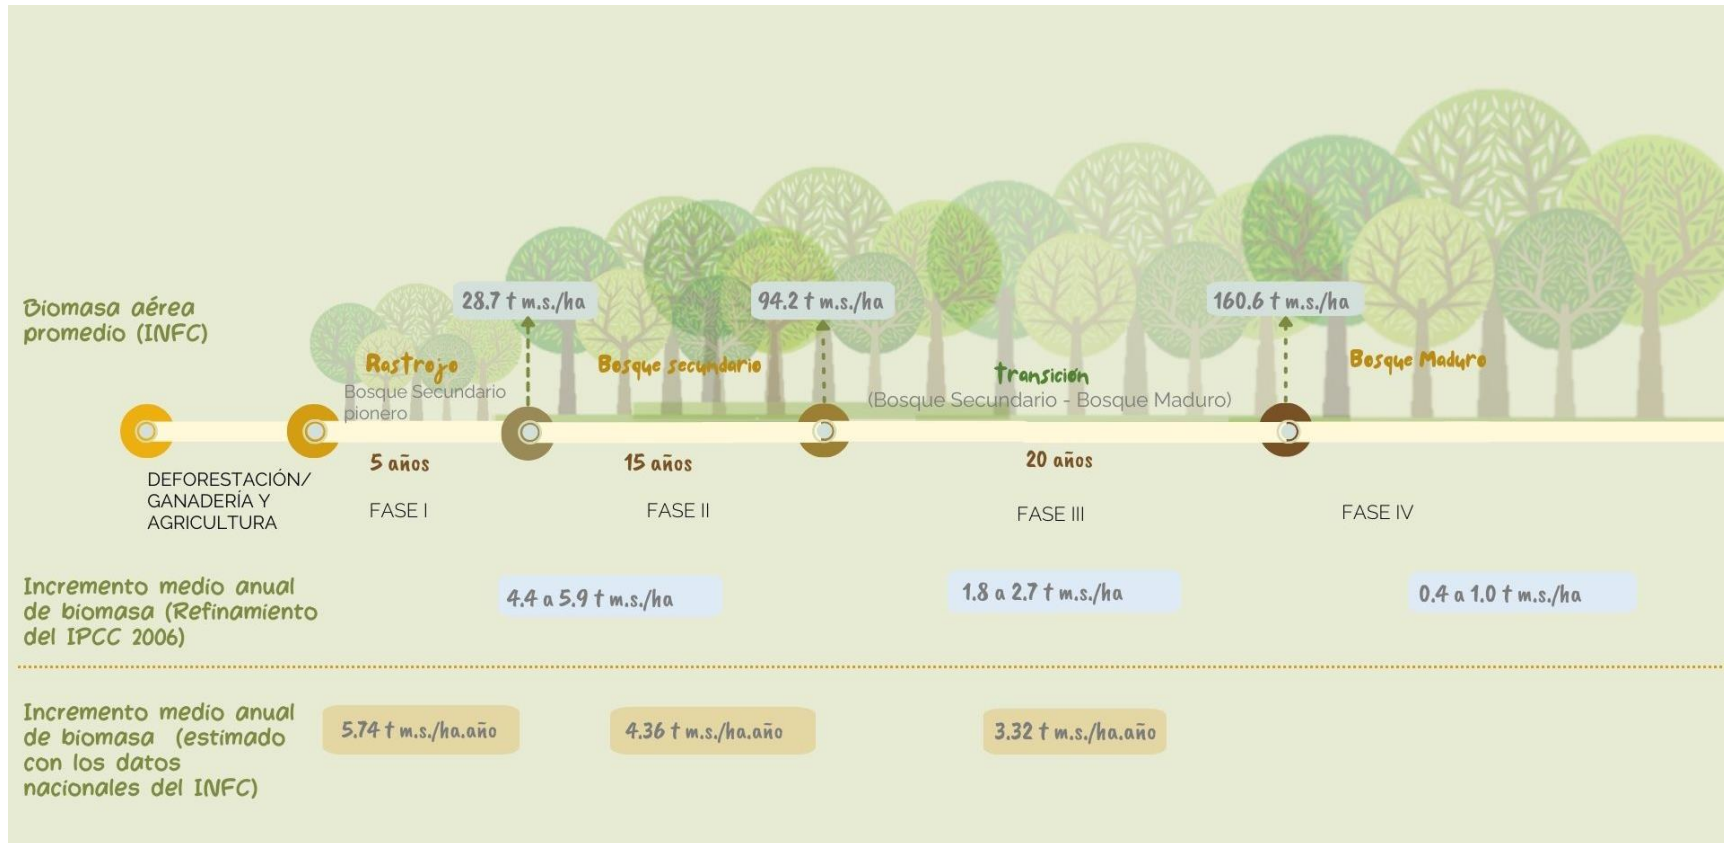 28.7 t m.s./ha
94.2 t m.s./ha
160.6 t m.s./ha
Biomasa aérea
promedio (INFC)
Rastrojo
Bosque Secundario
pionero
Bosque secundario
Transición
(Bosque Secundario - Bosque Maduro)
Bosque Maduro
5 años
15 años
20 años
DEFORESTACIÓN/
GANADERÍA Y
AGRICULTURA
FASE I
FASE II
FASE III
FASE IV
Incremento medio anual
de biomasa (Refinamiento
del IPCC 2006)
4.4 a 5.9 t m.s./ha
1.8 a 2.7 t m.s./ha
0.4 a 1.0 t m.s./ha
Incremento medio anual
de biomasa (estimado
con los datos
nacionales del INFC)
5.74 t m.s./ha.año
4.36 t m.s./ha.año
3.32 t m.s./ha.año